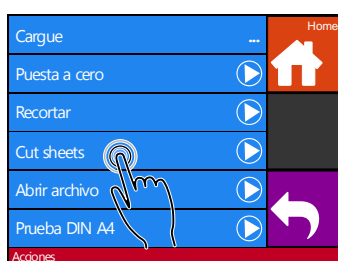 Cargue ...
Home
Puesta a cero
Recortar
Cut sheets
Abrir archivo
Prueba DIN A4
Acciones